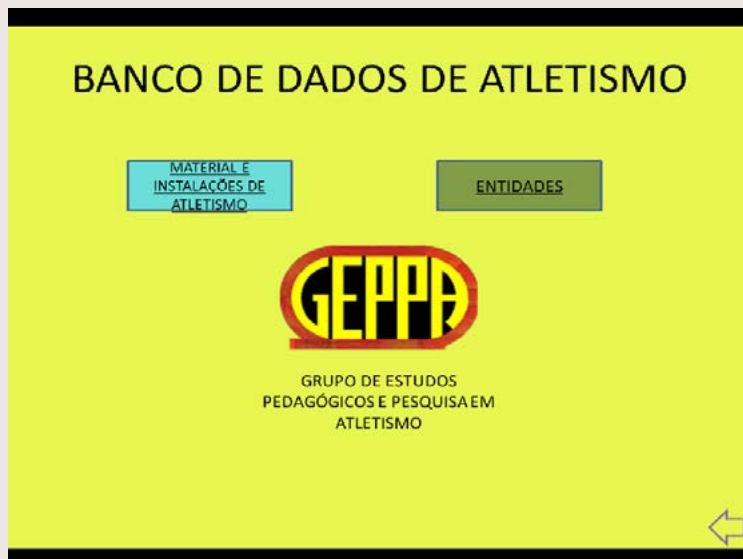 BANCO DE DADOS DE ATLETISMO
MATERIAL E
INSTALAÇÕES DE
ATLETISMO
ENTIDADES
GEPPA
GRUPO DE ESTUDOS
PEDAGÓGICOS E PESQUISA EM
ATLETISMO